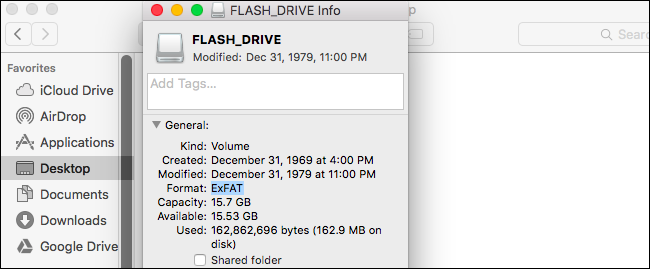 FLASH_DRIVE Info
Search
FLASH_DRIVE
Modified: Dec 31, 1979, 11:00 PM
Add Tags...
Favorites
iCloud Drive
AirDrop
Applications
Desktop
Documents
Downloads
Google Drive
General:
Kind: Volume
Created: December 31, 1969 at 4:00 PM
Modified: December 31, 1979 at 11:00 PM
Format: ExFAT
Capacity: 15.7 GB
Available: 15.53 GB
Used: 162,862,696 bytes (162.9 MB on
disk)
Shared folder